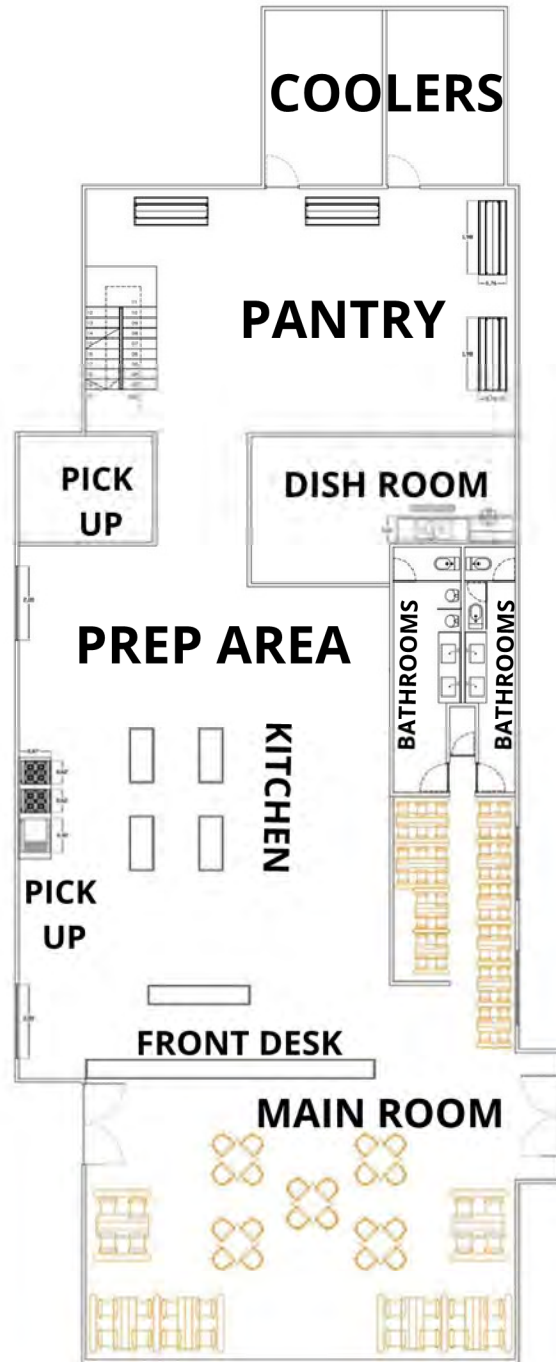 COOLERS
PANTRY
PICK
UP
DISH ROOM
PREP AREA
BATHROOMS
BATHROOMS
KITCHEN
PICK
UP
FRONT DESK
MAIN ROOM